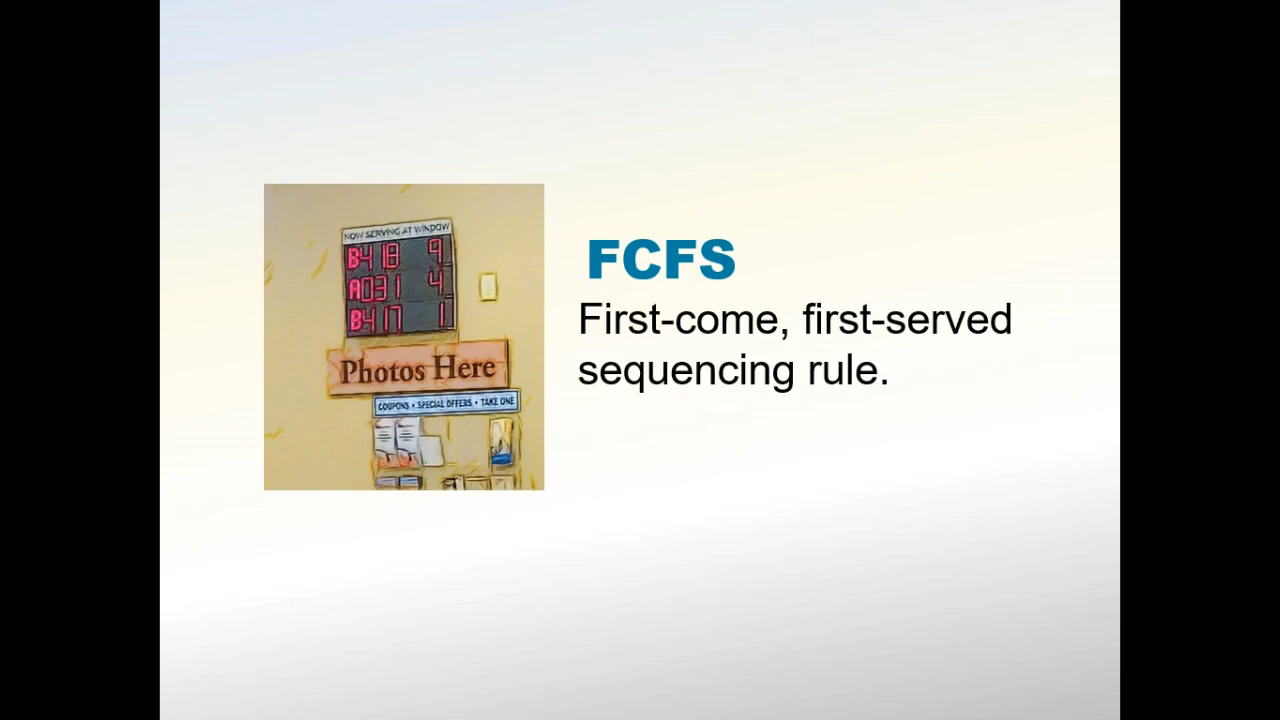 NOW SERVING AT WINDOW
B418 9
A031 4
B417 1
Photos Here
COUPONS • SPECIAL OFFERS • TAKE ONE
FCFS
First-come, first-served
sequencing rule.